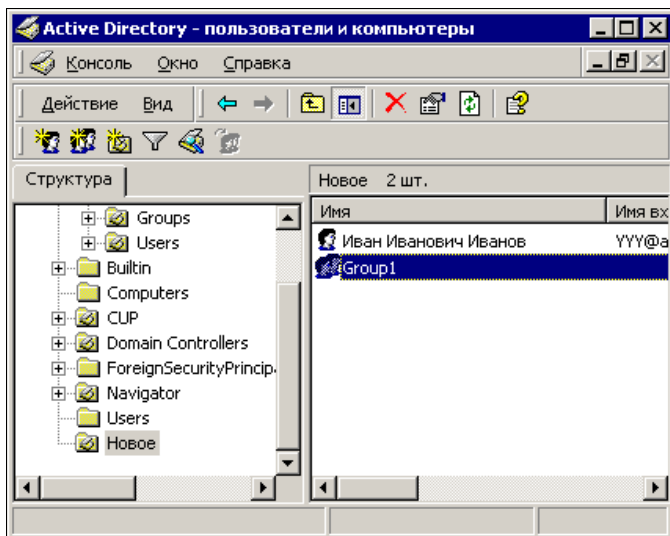 Active Directory - пользователи и компьютеры
Консоль Окно Справка
Действие Вид
Структура
Новое 2 шт.
Имя Имя вх
Groups
Users
Builtin
Computers
CUP
Domain Controllers
ForeignSecurityPrincip
Navigator
Users
Новое
Иван Иванович Иванов YYY@a
Group1